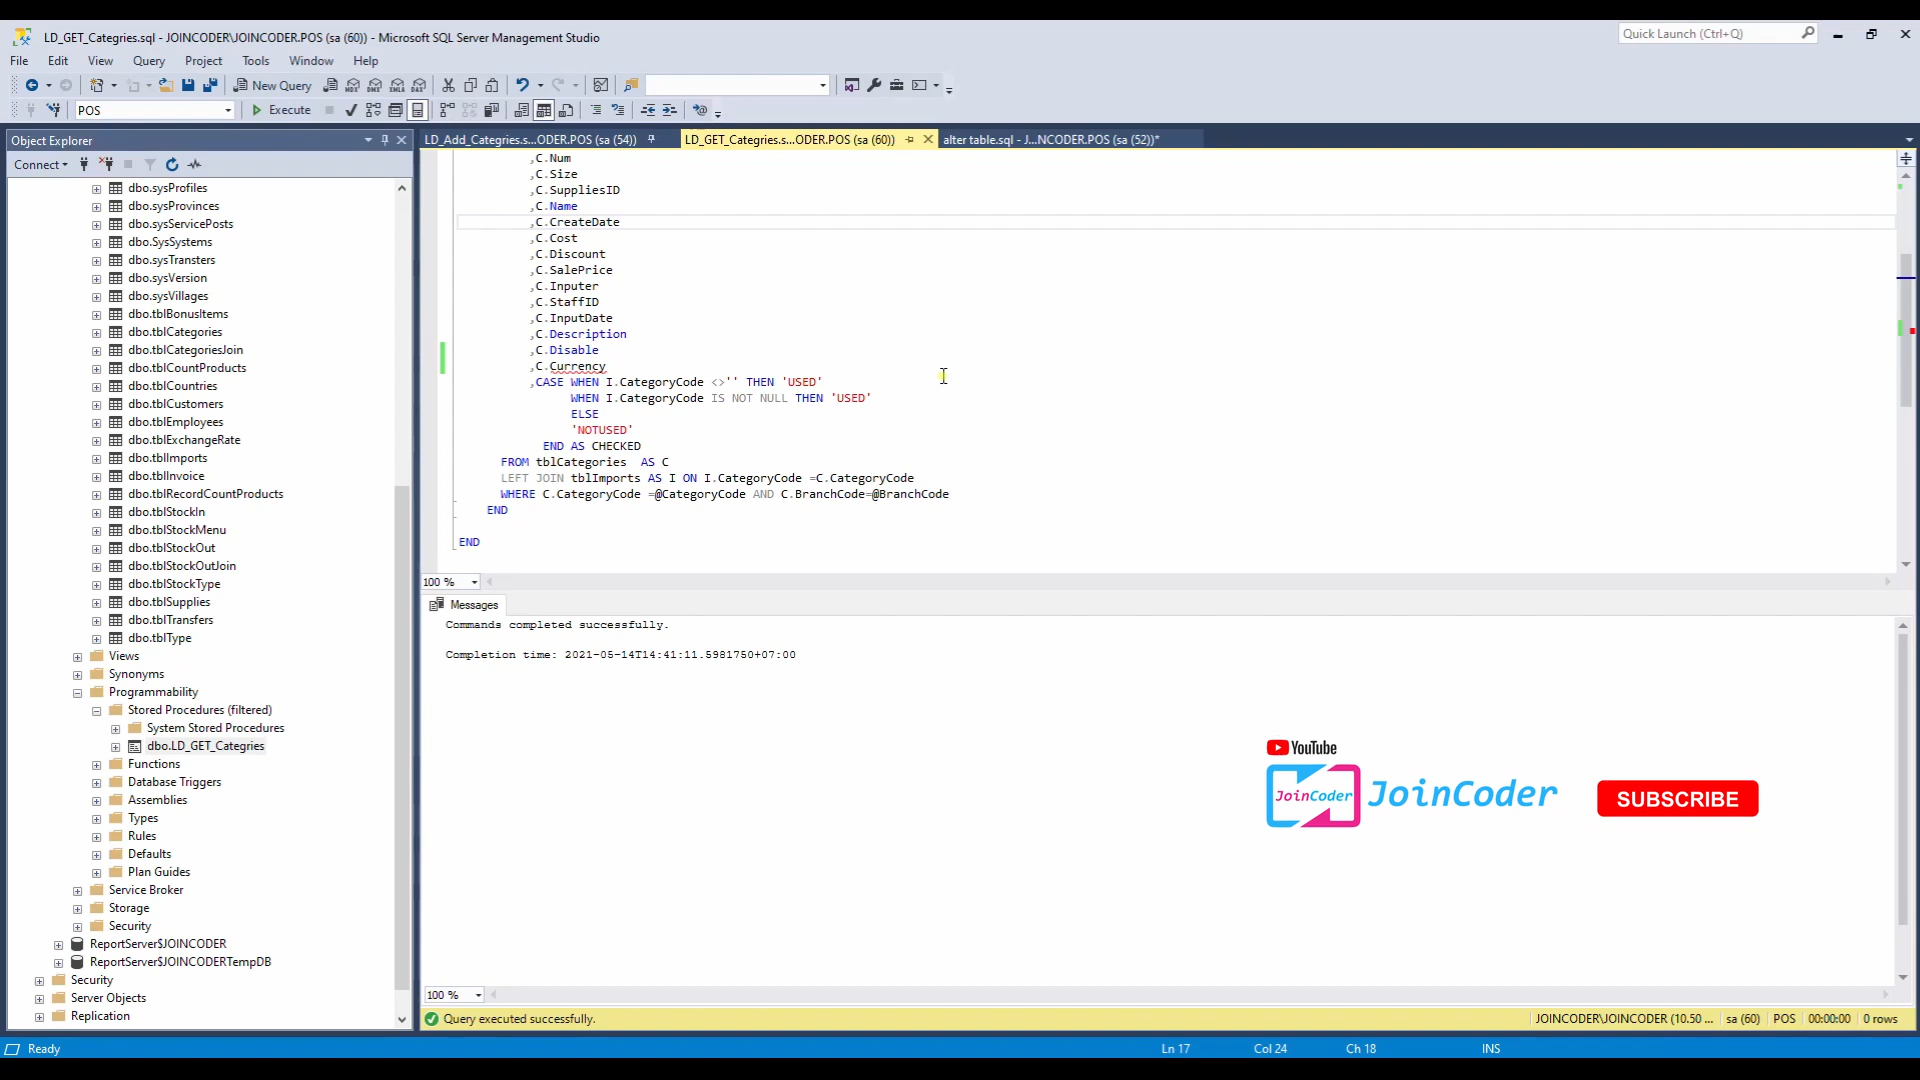 LD_GET_Categries.sql - JOINCODER\JOINCODER.POS (sa (60)) - Microsoft SQL Server Management Studio
Quick Launch (Ctrl+Q)
File Edit View Query Project Tools Window Help
New Query
POS
Execute
Object Explorer
LD_Add_Categries.s...ODER.POS (sa (54))
LD_GET_Categries.s...ODER.POS (sa (60))
alter table.sql - J...NCODER.POS (sa (52))*
Connect
dbo.sysProfiles
dbo.sysProvinces
dbo.sysServicePosts
dbo.SysSystems
dbo.sysTransters
dbo.sysVersion
dbo.sysVillages
dbo.tblBonusItems
dbo.tblCategories
dbo.tblCategoriesJoin
dbo.tblCountProducts
dbo.tblCountries
dbo.tblCustomers
dbo.tblEmployees
dbo.tblExchangeRate
dbo.tblImports
dbo.tblInvoice
dbo.tblRecordCountProducts
dbo.tblStockIn
dbo.tblStockMenu
dbo.tblStockOut
dbo.tblStockOutJoin
dbo.tblStockType
dbo.tblSupplies
dbo.tblTransfers
dbo.tblType
Views
Synonyms
Programmability
Stored Procedures (filtered)
System Stored Procedures
dbo.LD_GET_Categries
Functions
Database Triggers
Assemblies
Types
Rules
Defaults
Plan Guides
Service Broker
Storage
Security
ReportServer$JOINCODER
ReportServer$JOINCODERTempDB
Security
Server Objects
Replication
,C.Num
,C.Size
,C.SuppliesID
,C.Name
,C.CreateDate
,C.Cost
,C.Discount
,C.SalePrice
,C.Inputer
,C.StaffID
,C.InputDate
,C.Description
,C.Disable
,C.Currency
,CASE WHEN I.CategoryCode <>'' THEN 'USED'
WHEN I.CategoryCode IS NOT NULL THEN 'USED'
ELSE
'NOTUSED'
END AS CHECKED
FROM tblCategories AS C
LEFT JOIN tblImports AS I ON I.CategoryCode =C.CategoryCode
WHERE C.CategoryCode =@CategoryCode AND C.BranchCode=@BranchCode
END
END
100 %
Messages
Commands completed successfully.
Completion time: 2021-05-14T14:41:11.5981750+07:00
YouTube
JoinCoder
JoinCoder
SUBSCRIBE
100 %
Query executed successfully.
JOINCODER\JOINCODER (10.50 ...
sa (60)
POS
00:00:00
0 rows
Ready
Ln 17
Col 24
Ch 18
INS